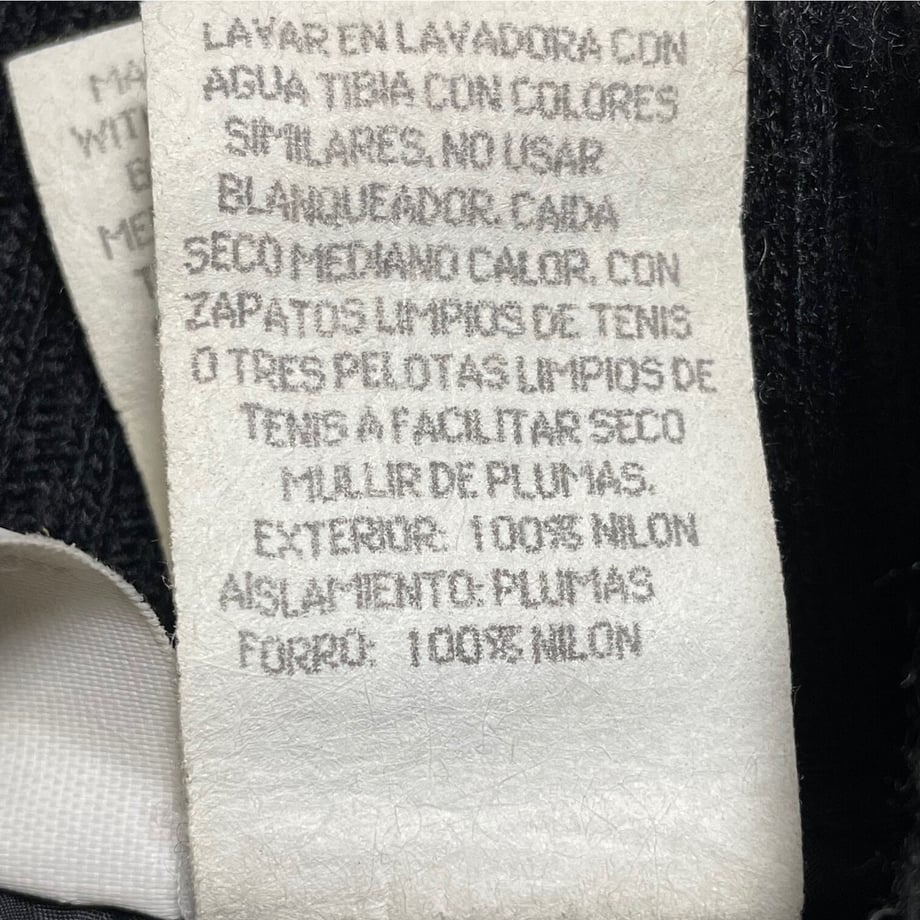 LAVAR EN LAVADORA CON
AGUA TIBIA CON COLORES
SIMILARES. NO USAR
BLANQUEADOR. CAIDA
SECO MEDIANO CALOR. CON
ZAPATOS LIMPIOS DE TENIS
O TRES PELOTAS LIMPIOS DE
TENIS A FACILITAR SECO
MULLIR DE PLUMAS.
EXTERIOR: 100% NILON
AISLAMIENTO: PLUMAS
FORRO: 100% NILON